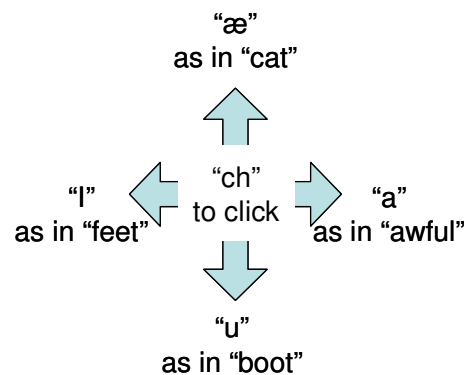 “æ”
as in “cat”
“I”
as in “feet”
“ch”
to click
“a”
as in “awful”
“u”
as in “boot”